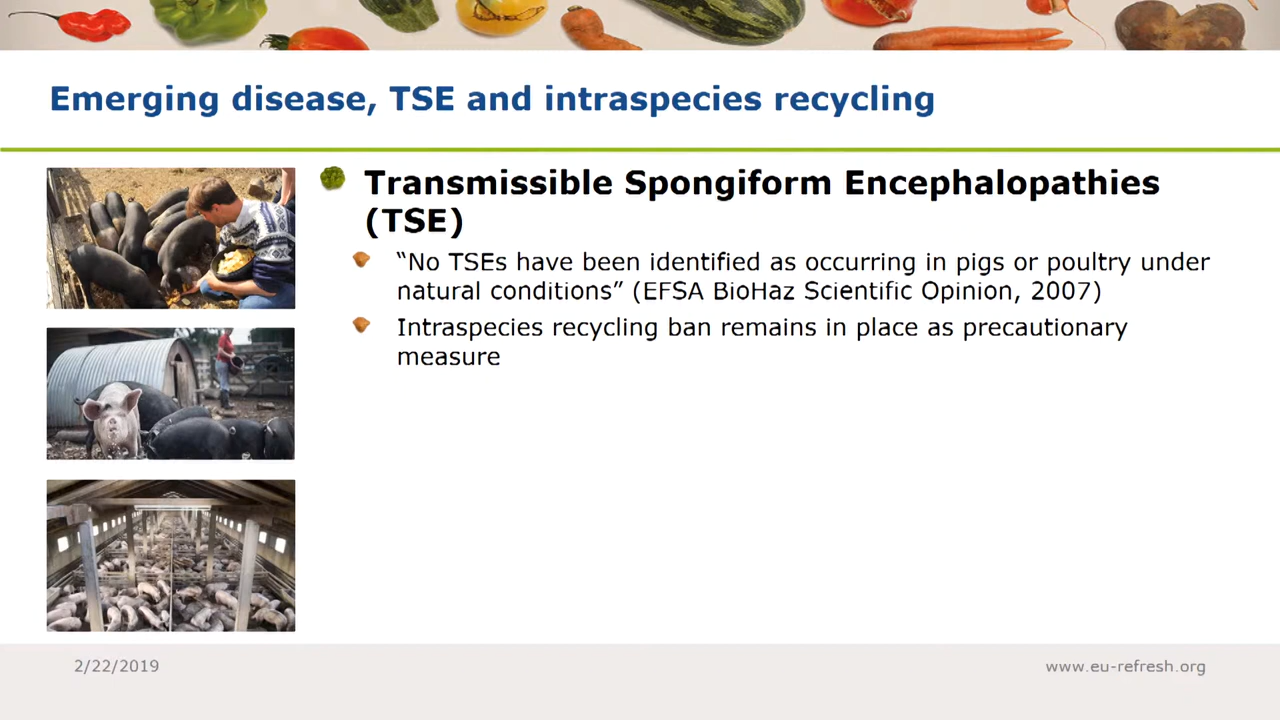 Emerging disease, TSE and intraspecies recycling
Transmissible Spongiform Encephalopathies
(TSE)
“No TSEs have been identified as occurring in pigs or poultry under
natural conditions” (EFSA BioHaz Scientific Opinion, 2007)
Intraspecies recycling ban remains in place as precautionary
measure
2/22/2019
www.eu-refresh.org